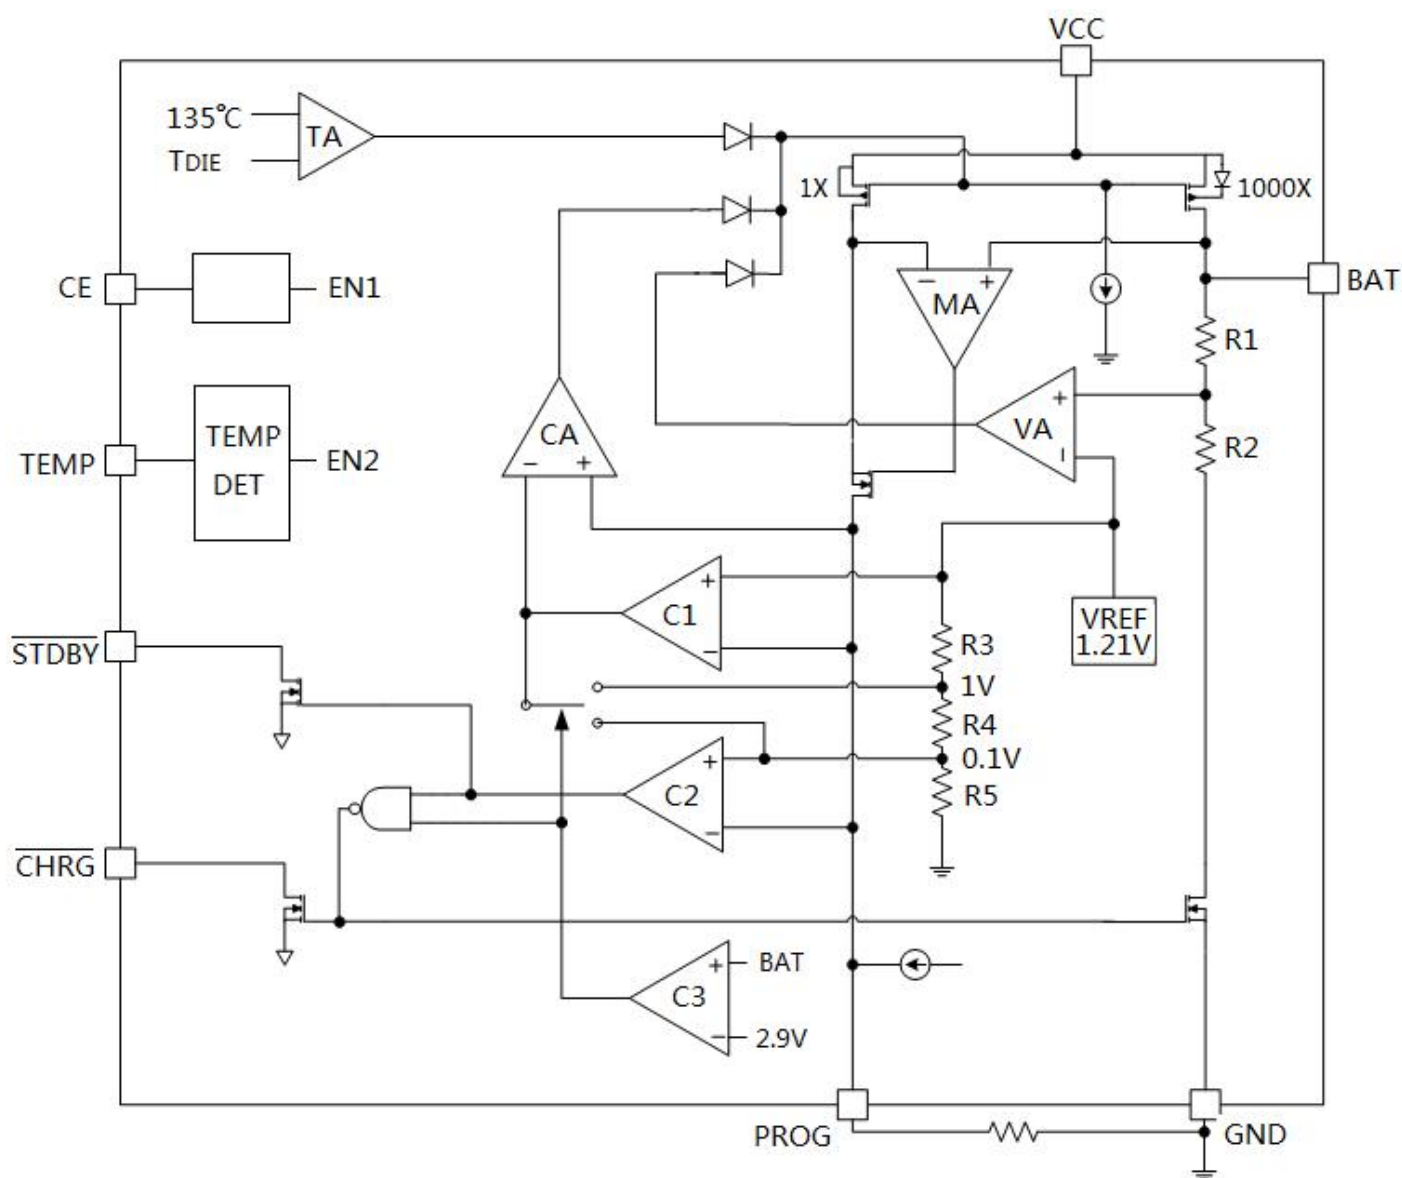 VCC
135℃
TA
TDIE
1X
1000X
CE
EN1
BAT
− +
MA
R1
CA
− +
+
VA
−
R2
TEMP
TEMP
DET
EN2
+
C1
−
R3
VREF
1.21V
STDBY
1V
R4
0.1V
+
C2
−
R5
CHRG
+
BAT
C3
−
2.9V
PROG
GND